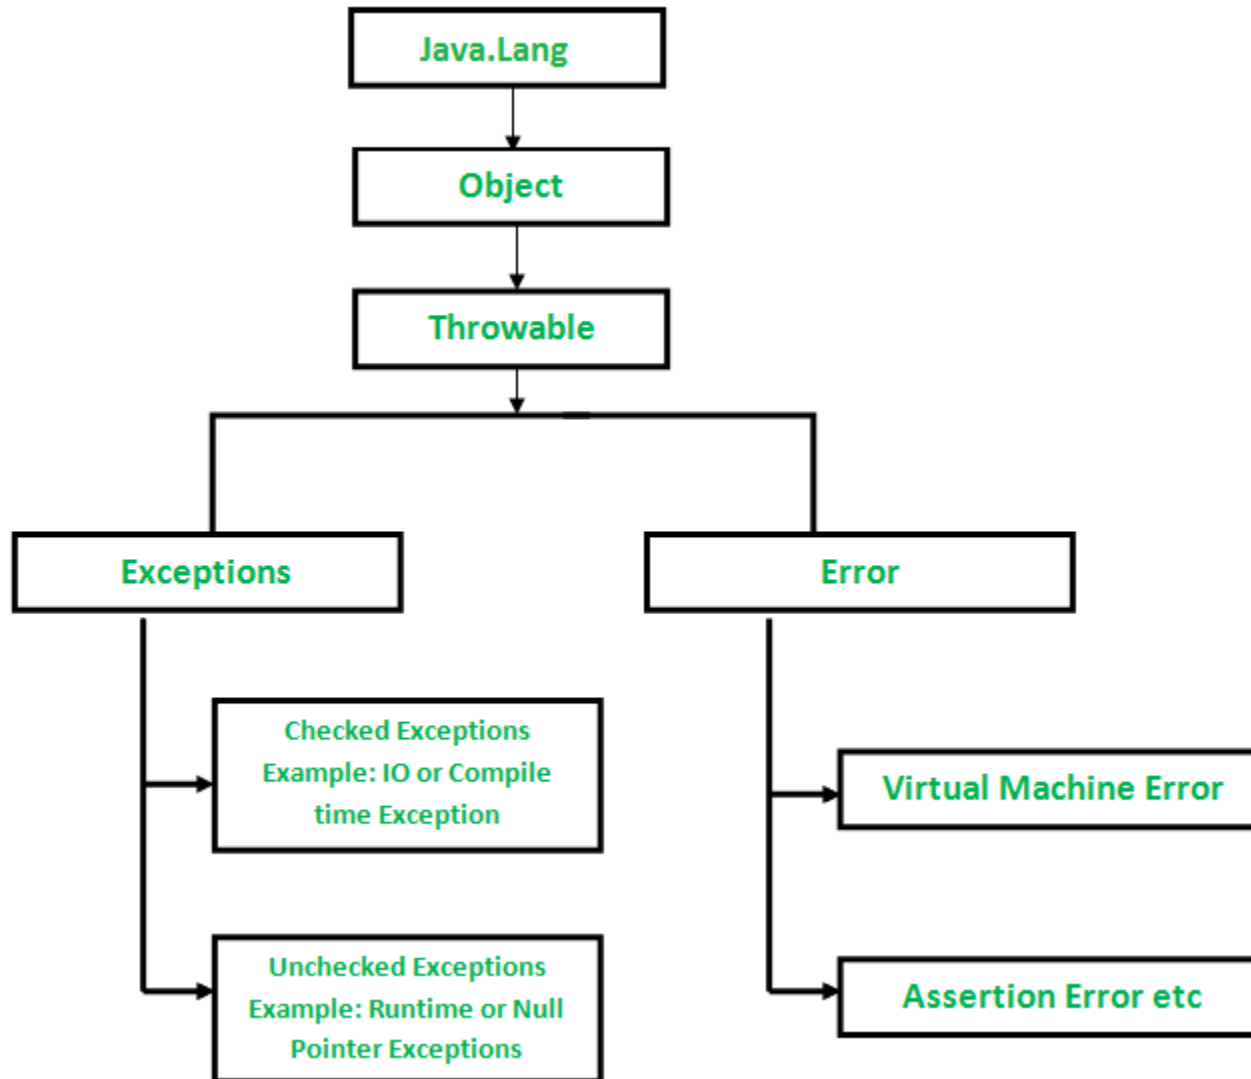 Java.Lang
Object
Throwable
Exceptions
Error
Checked Exceptions
Example: IO or Compile
time Exception
Virtual Machine Error
Unchecked Exceptions
Example: Runtime or Null
Pointer Exceptions
Assertion Error etc